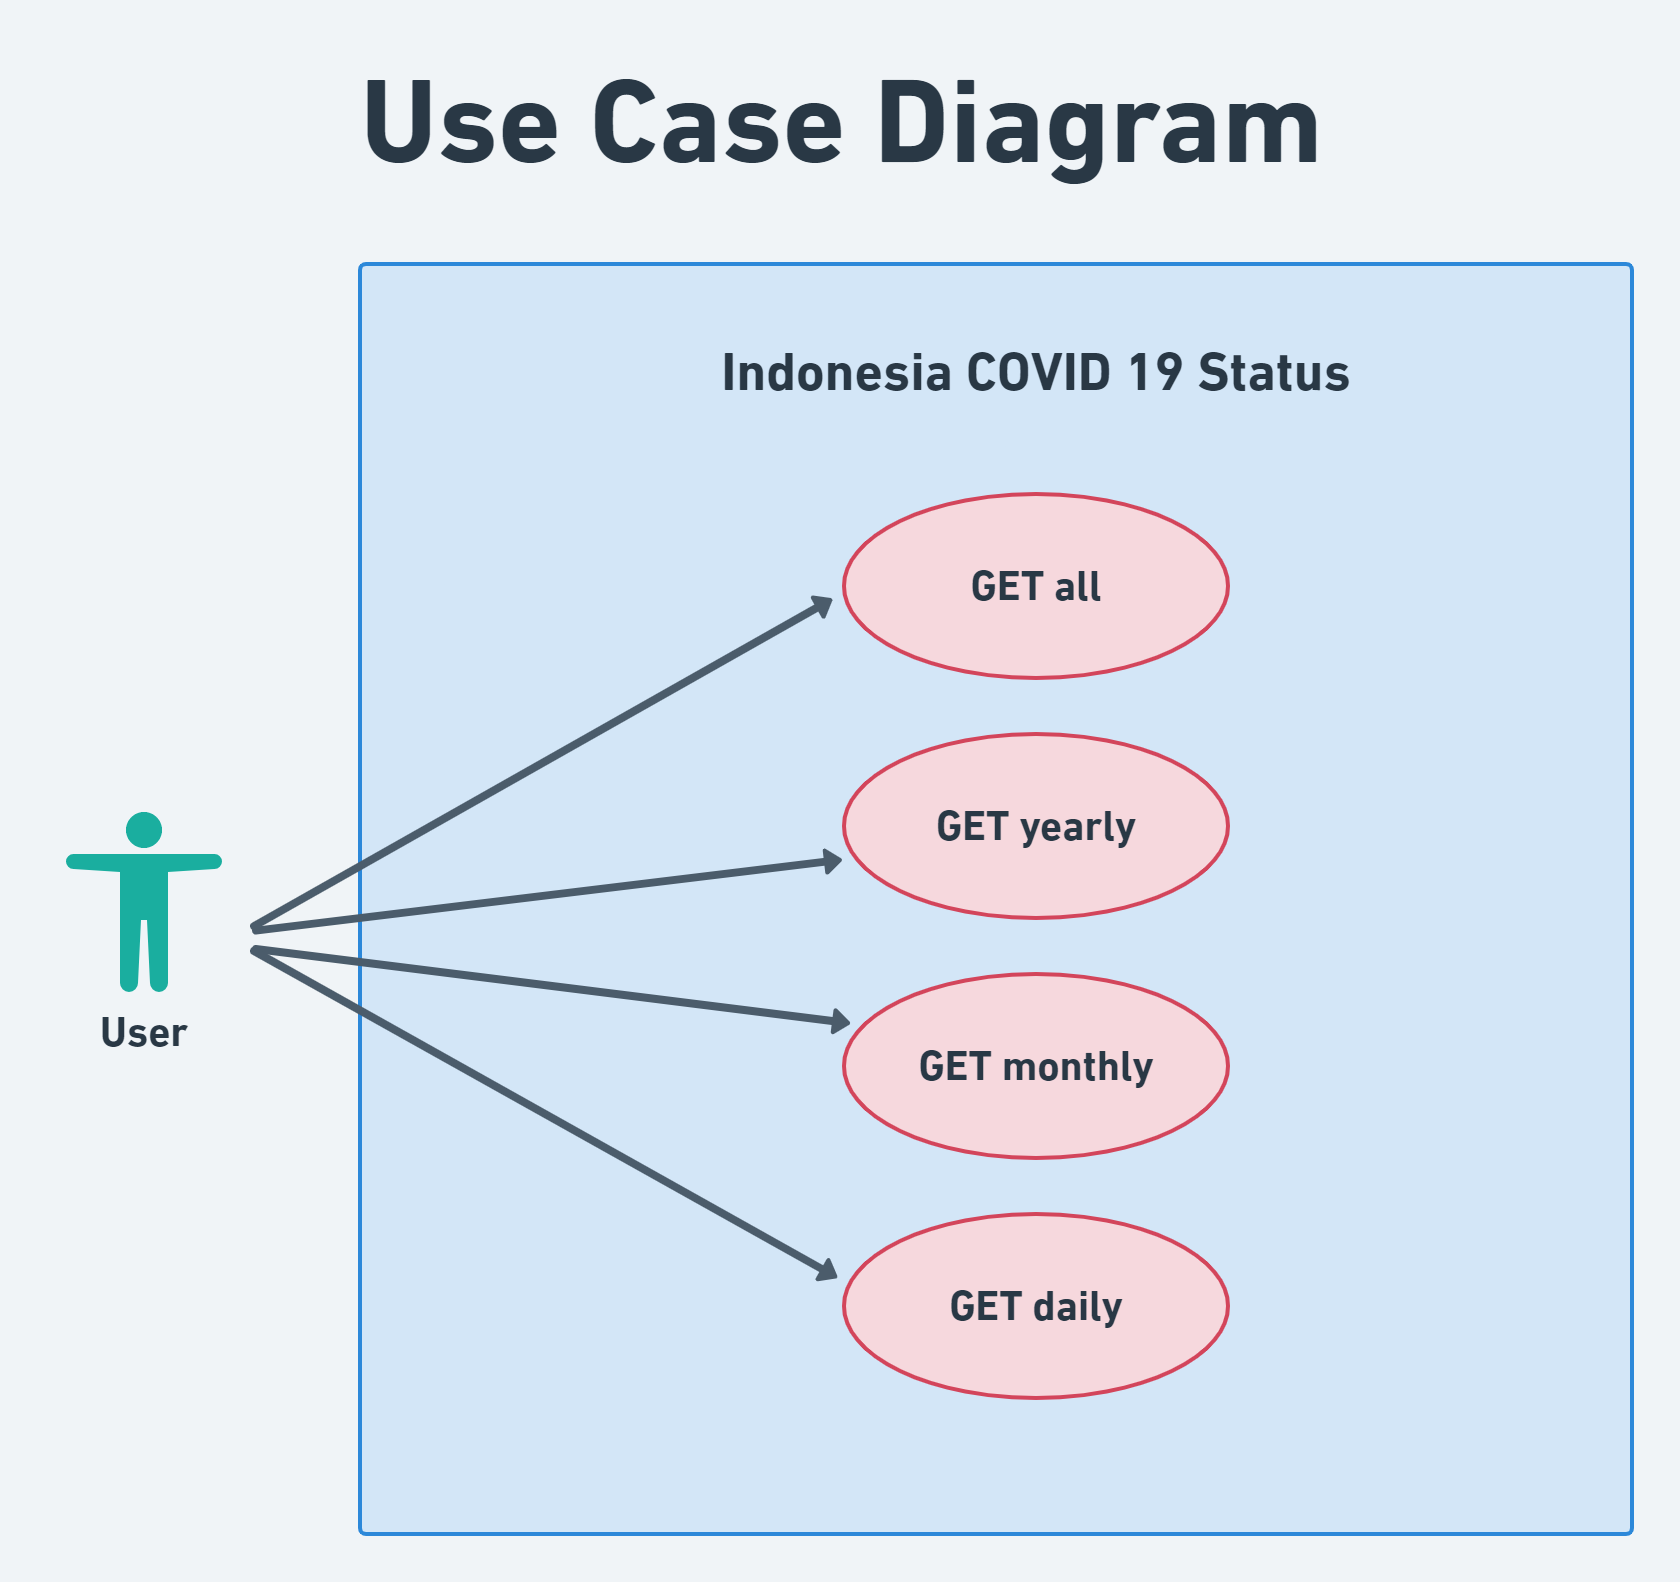 Use Case Diagram
Indonesia COVID 19 Status
GET all
GET yearly
GET monthly
GET daily
User